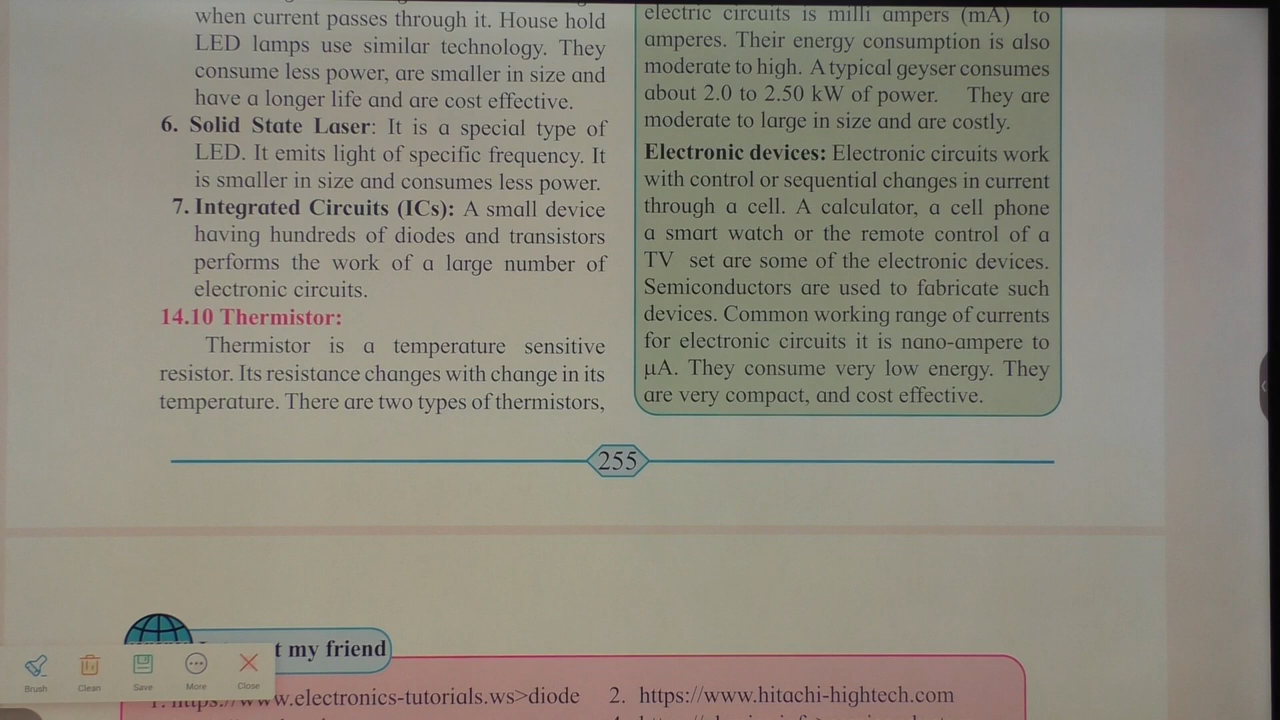 when current passes through it. House hold
LED lamps use similar technology. They
consume less power, are smaller in size and
have a longer life and are cost effective.
6. Solid State Laser: It is a special type of
LED. It emits light of specific frequency. It
is smaller in size and consumes less power.
7. Integrated Circuits (ICs): A small device
having hundreds of diodes and transistors
performs the work of a large number of
electronic circuits.
14.10 Thermistor:
Thermistor is a temperature sensitive
resistor. Its resistance changes with change in its
temperature. There are two types of thermistors,
electric circuits is milli ampers (mA) to
amperes. Their energy consumption is also
moderate to high. A typical geyser consumes
about 2.0 to 2.50 kW of power. They are
moderate to large in size and are costly.
Electronic devices: Electronic circuits work
with control or sequential changes in current
through a cell. A calculator, a cell phone
a smart watch or the remote control of a
TV set are some of the electronic devices.
Semiconductors are used to fabricate such
devices. Common working range of currents
for electronic circuits it is nano-ampere to
µA. They consume very low energy. They
are very compact, and cost effective.
255
my friend
w.electronics-tutorials.ws>diode
2. https://www.hitachi-hightech.com
Brush
Clean
Save
More
Close